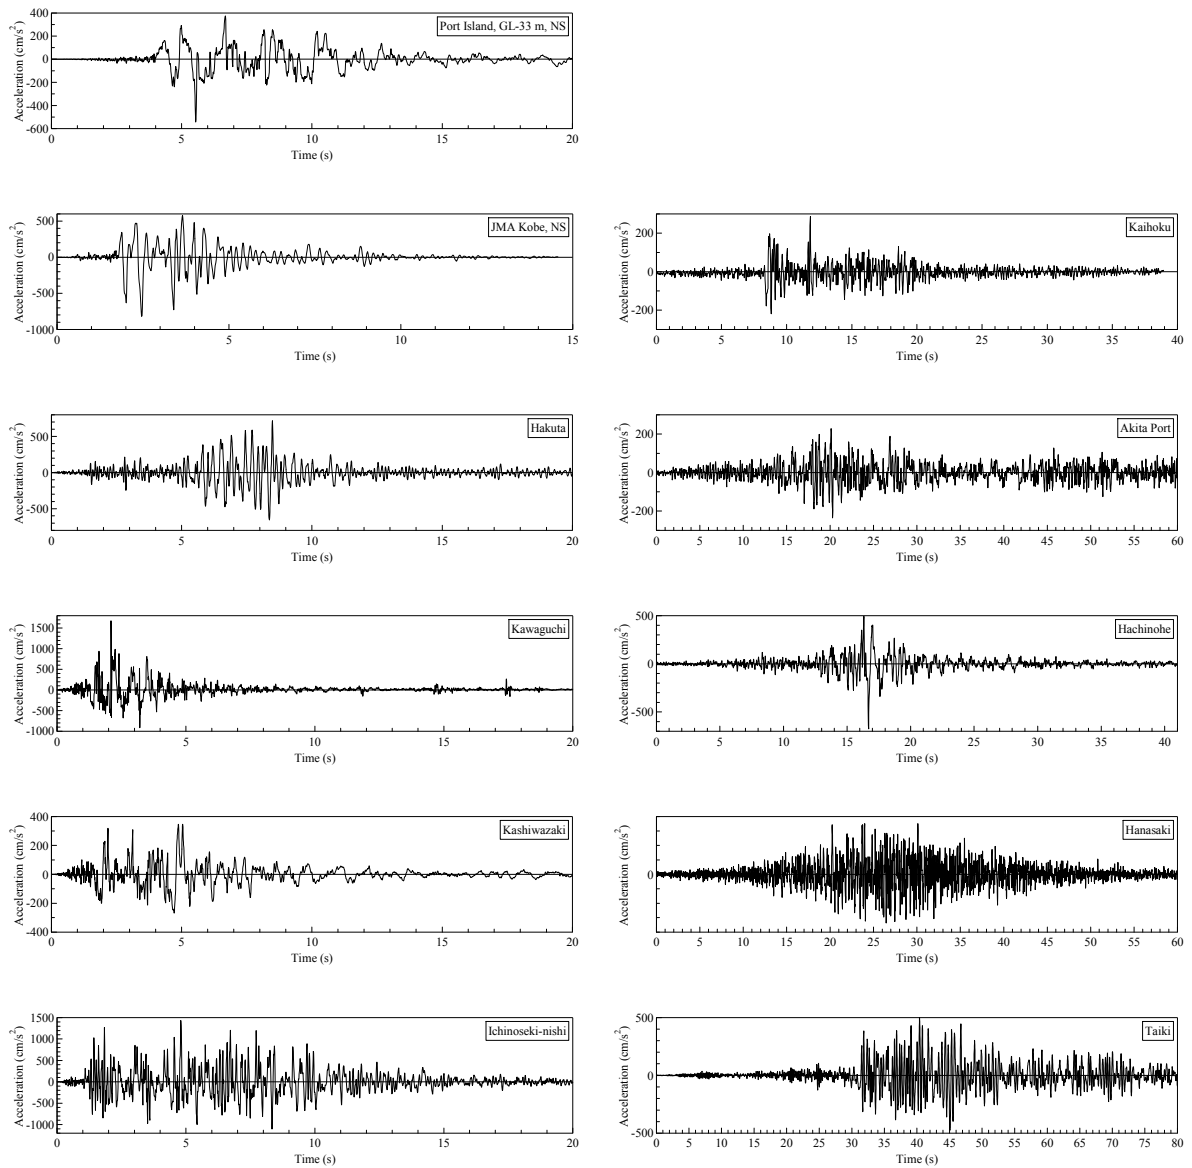 Port Island, GL-33 m, NS
Acceleration (cm/s²)
400
200
0
-200
-400
-600
0 5 10 15 20
Time (s)
JMA Kobe, NS
Acceleration (cm/s²)
500
0
-500
-1000
0 5 10 15
Time (s)
Kaihoku
Acceleration (cm/s²)
200
0
-200
0 5 10 15 20 25 30 35 40
Time (s)
Hakuta
Acceleration (cm/s²)
500
0
-500
0 5 10 15 20
Time (s)
Akita Port
Acceleration (cm/s²)
200
0
-200
0 5 10 15 20 25 30 35 40 45 50 55 60
Time (s)
Kawaguchi
Acceleration (cm/s²)
1500
1000
500
0
-500
-1000
0 5 10 15 20
Time (s)
Hachinohe
Acceleration (cm/s²)
500
0
-500
0 5 10 15 20 25 30 35 40
Time (s)
Kashiwazaki
Acceleration (cm/s²)
400
200
0
-200
-400
0 5 10 15 20
Time (s)
Hanasaki
Acceleration (cm/s²)
0
0 5 10 15 20 25 30 35 40 45 50 55 60
Time (s)
Ichinoseki-nishi
Acceleration (cm/s²)
1500
1000
500
0
-500
-1000
0 5 10 15 20
Time (s)
Taiki
Acceleration (cm/s²)
500
0
-500
0 5 10 15 20 25 30 35 40 45 50 55 60 65 70 75 80
Time (s)